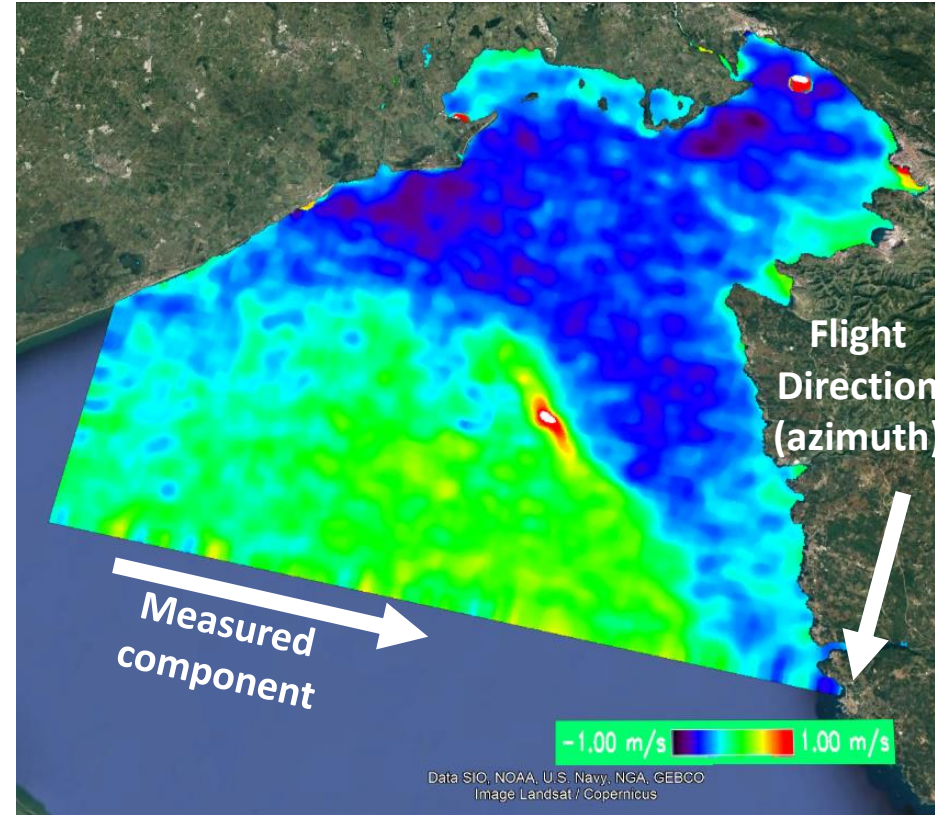 Flight
Direction
(azimuth)
Measured
component
-1.00 m/s 1.00 m/s
Data SIO, NOAA, U.S. Navy, NGA, GEBCO
Image Landsat / Copernicus